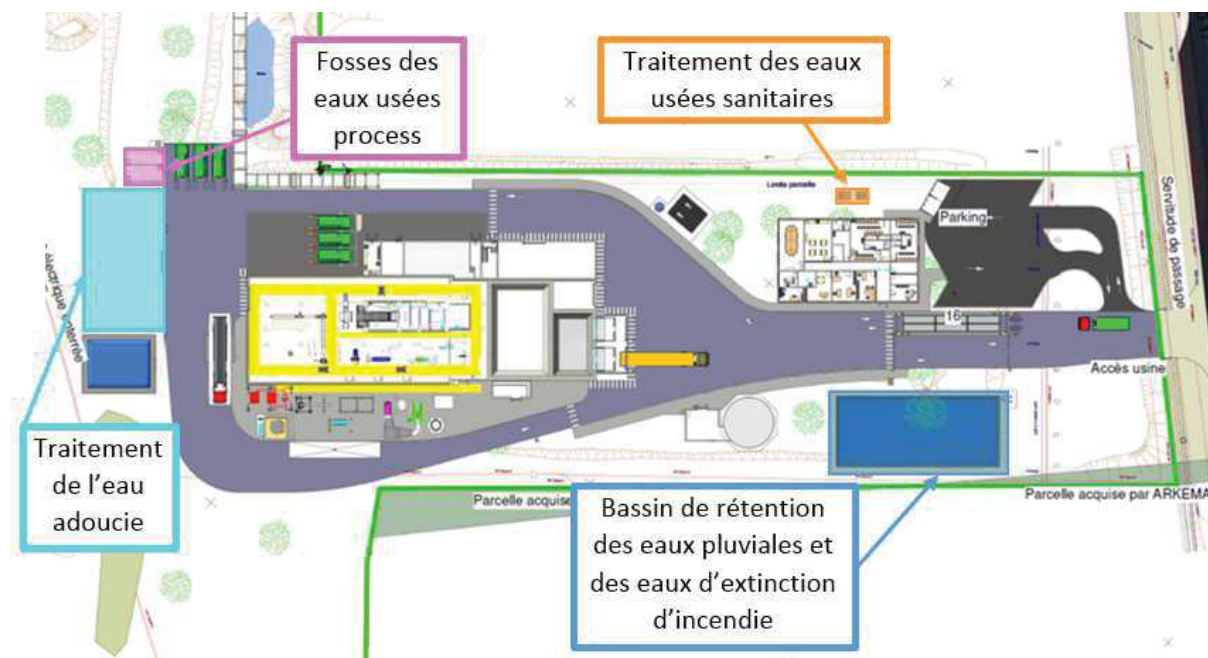 Fosses des
eaux usées
process
Traitement des eaux
usées sanitaires
Limite parcelle
Parking
Servitude de passage
16
Accès usine
électrique enterrée
Traitement
de l'eau
adoucie
Parcelle acquise
Parcelle acquise par ARKEMA
Bassin de rétention
des eaux pluviales et
des eaux d'extinction
d'incendie